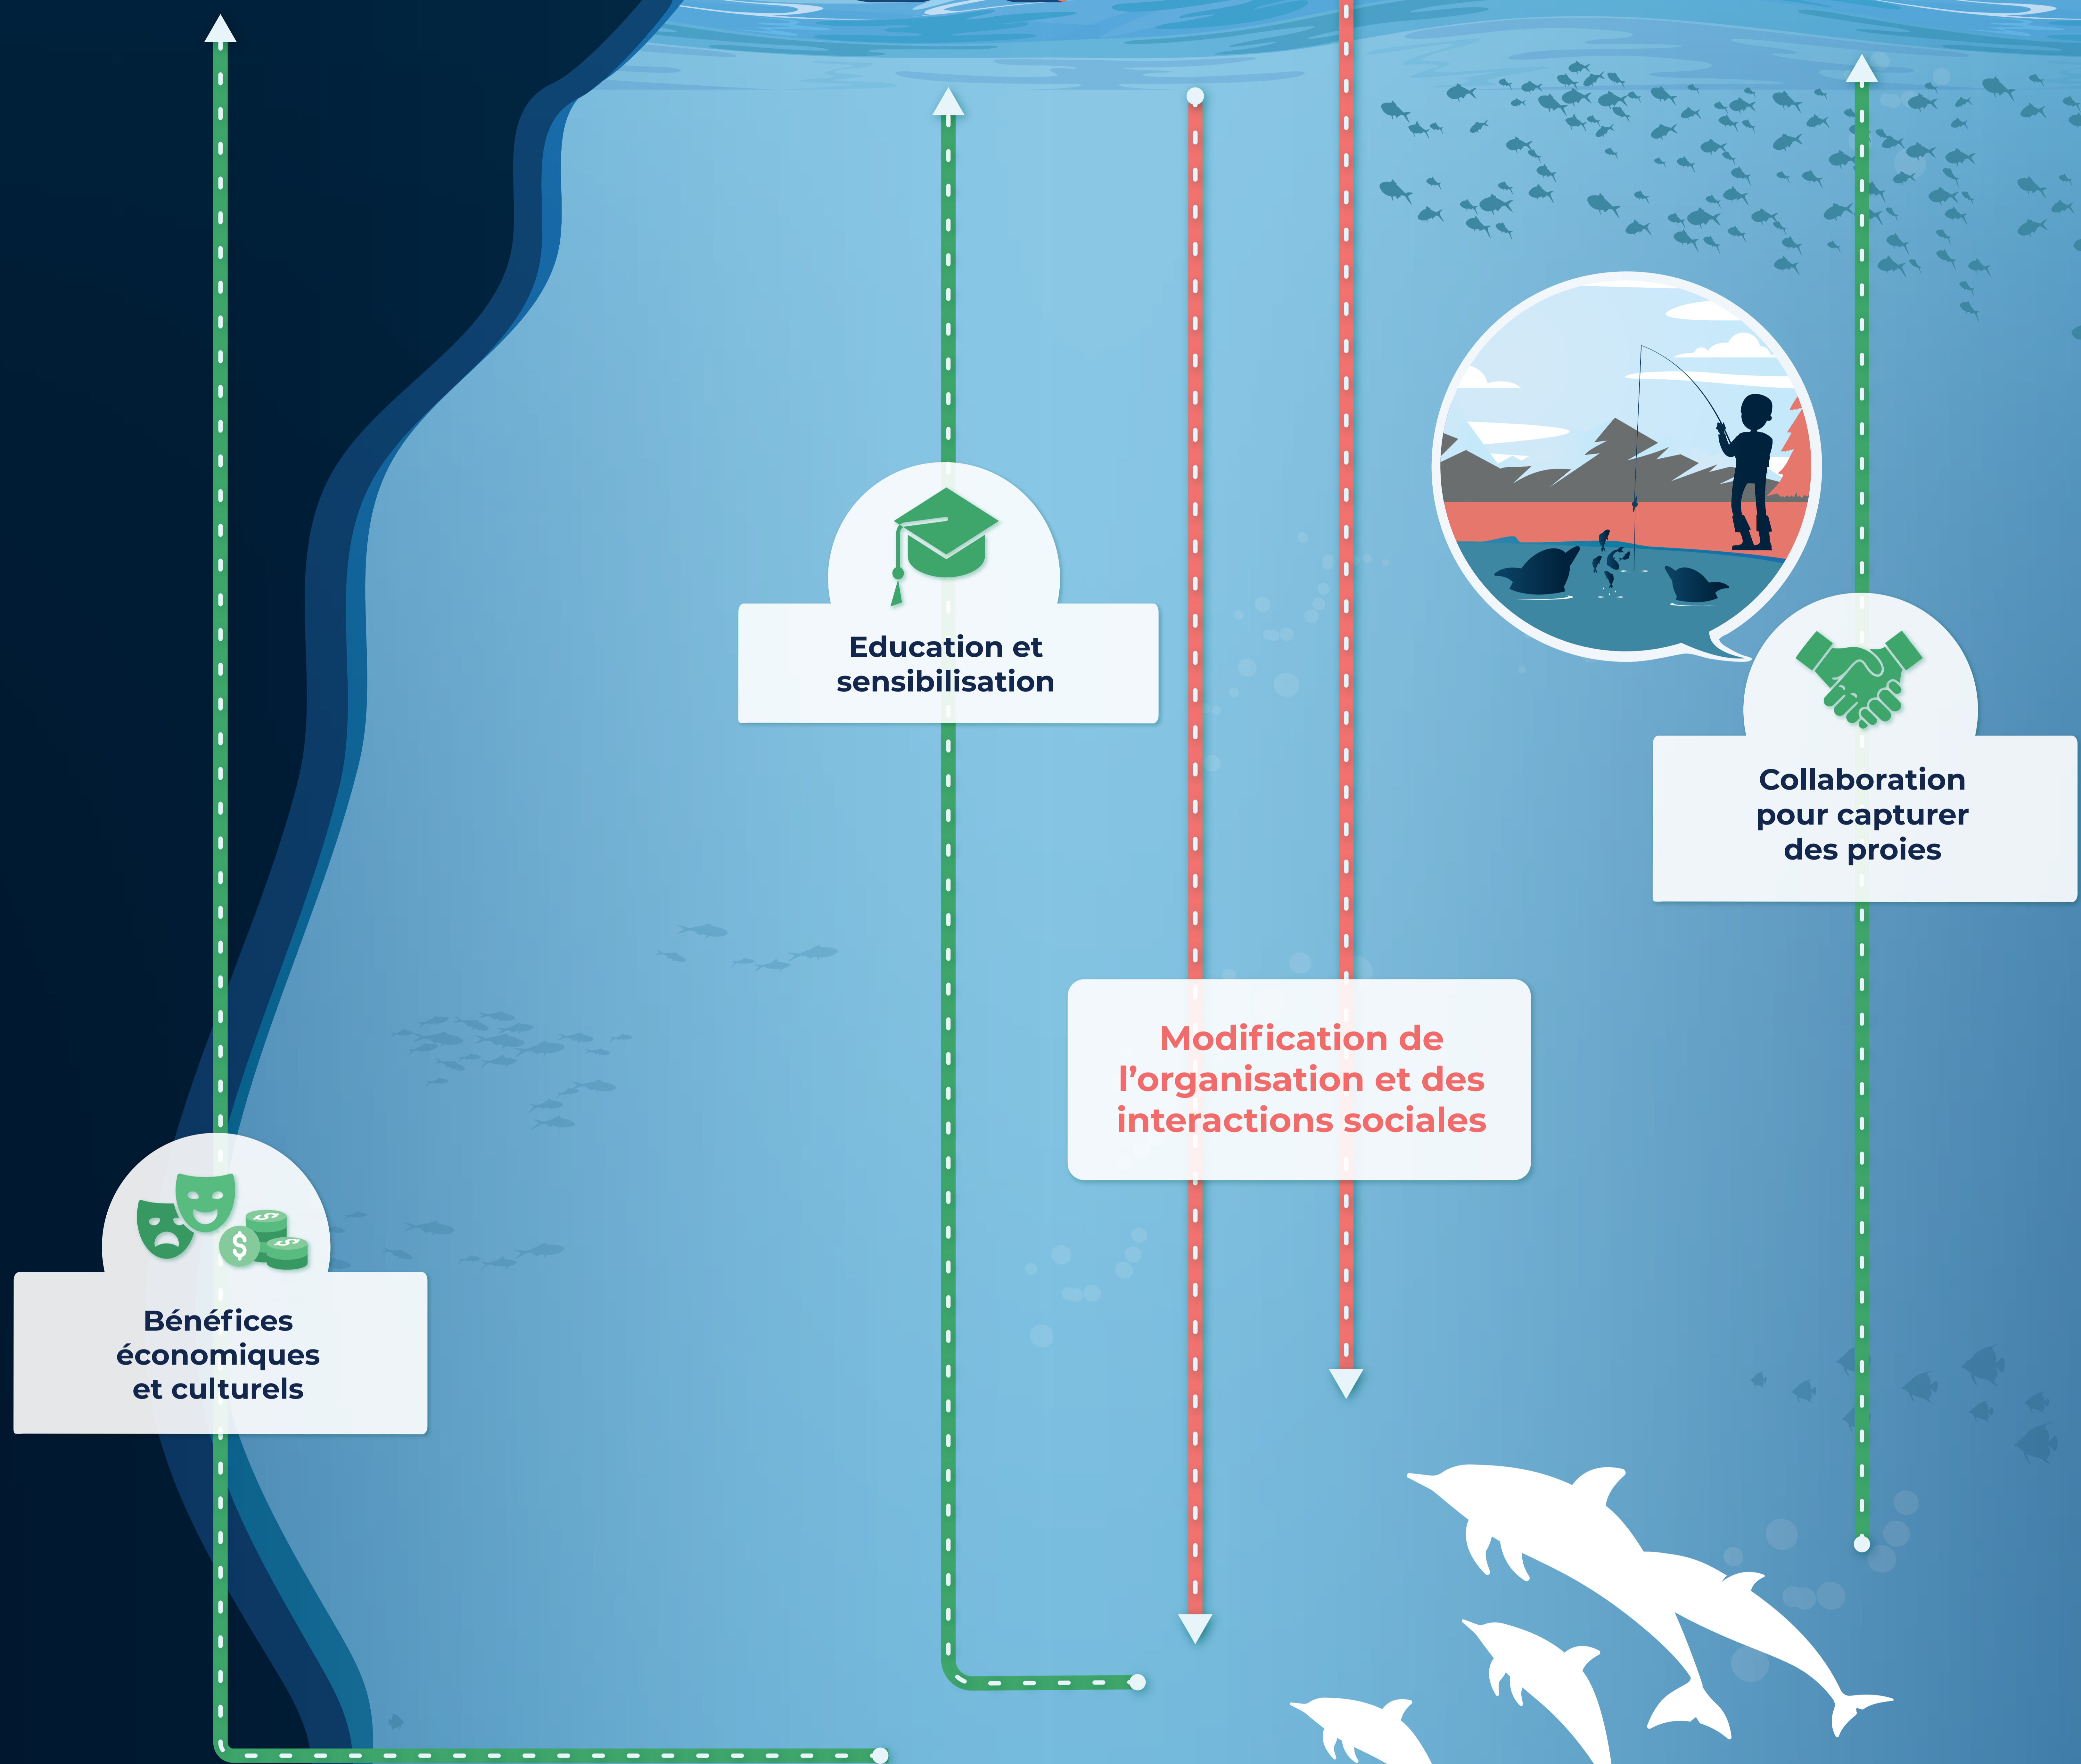 Education et
sensibilisation
Collaboration
pour capturer
des proies
Modification de
l’organisation et des
interactions sociales
$
Bénéfices
économiques
et culturels